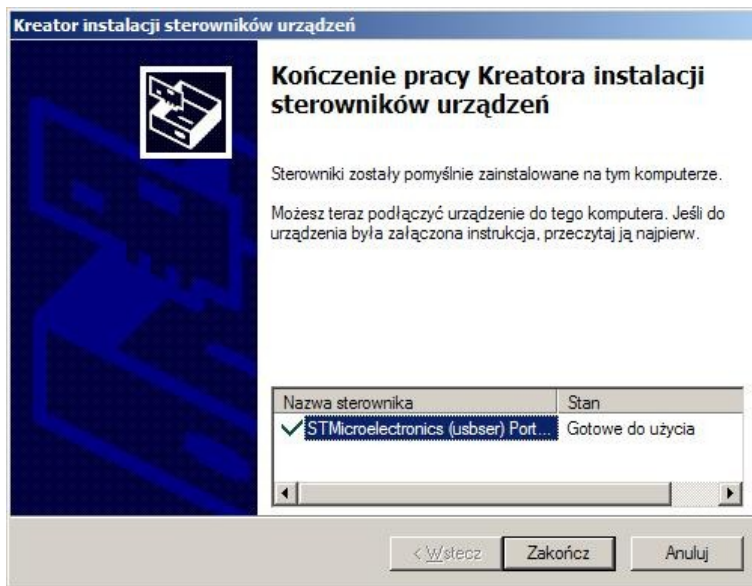 Kreator instalacji sterowników urządzeń
Kończenie pracy Kreatora instalacji
sterowników urządzeń
Sterowniki zostały pomyślnie zainstalowane na tym komputerze.
Możesz teraz podłączyć urządzenie do tego komputera. Jeśli do
urządzenia była załączona instrukcja, przeczytaj ją najpierw.
Nazwa sterownika Stan
STMicroelectronics (usbser) Port... Gotowe do użycia
< Wstecz Zakończ Anuluj